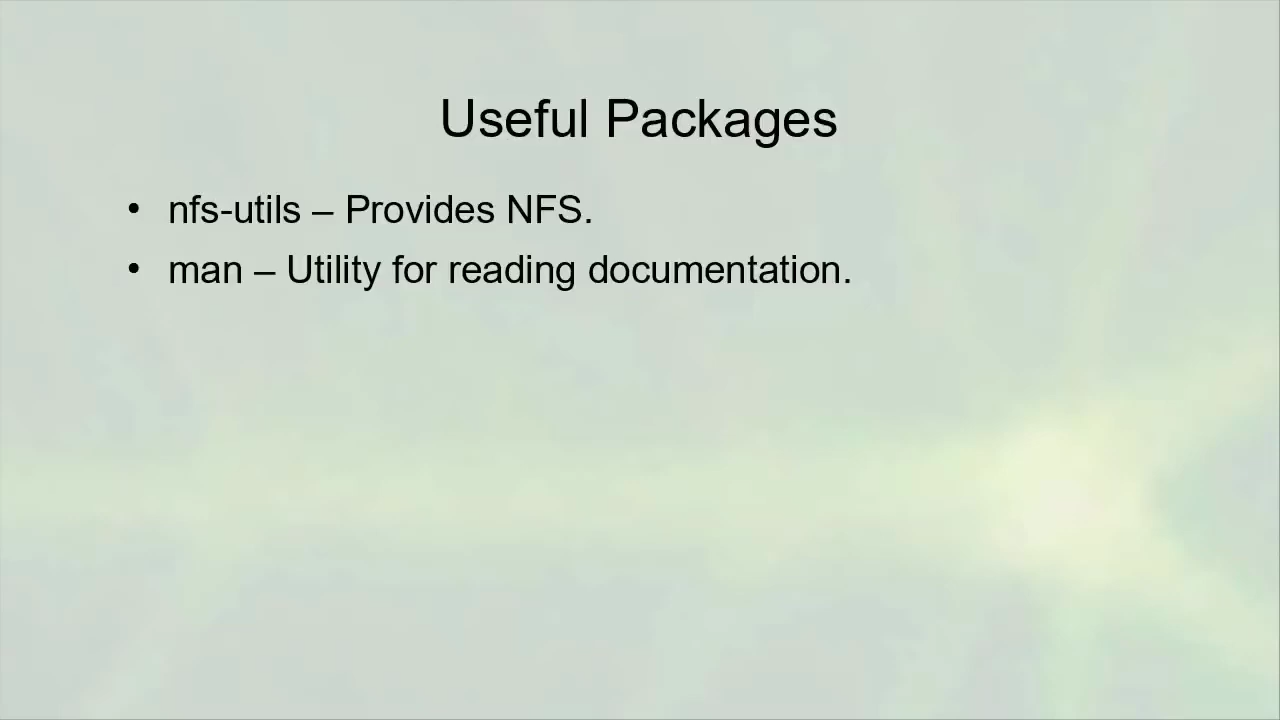 Useful Packages
• nfs-utils – Provides NFS.
• man – Utility for reading documentation.